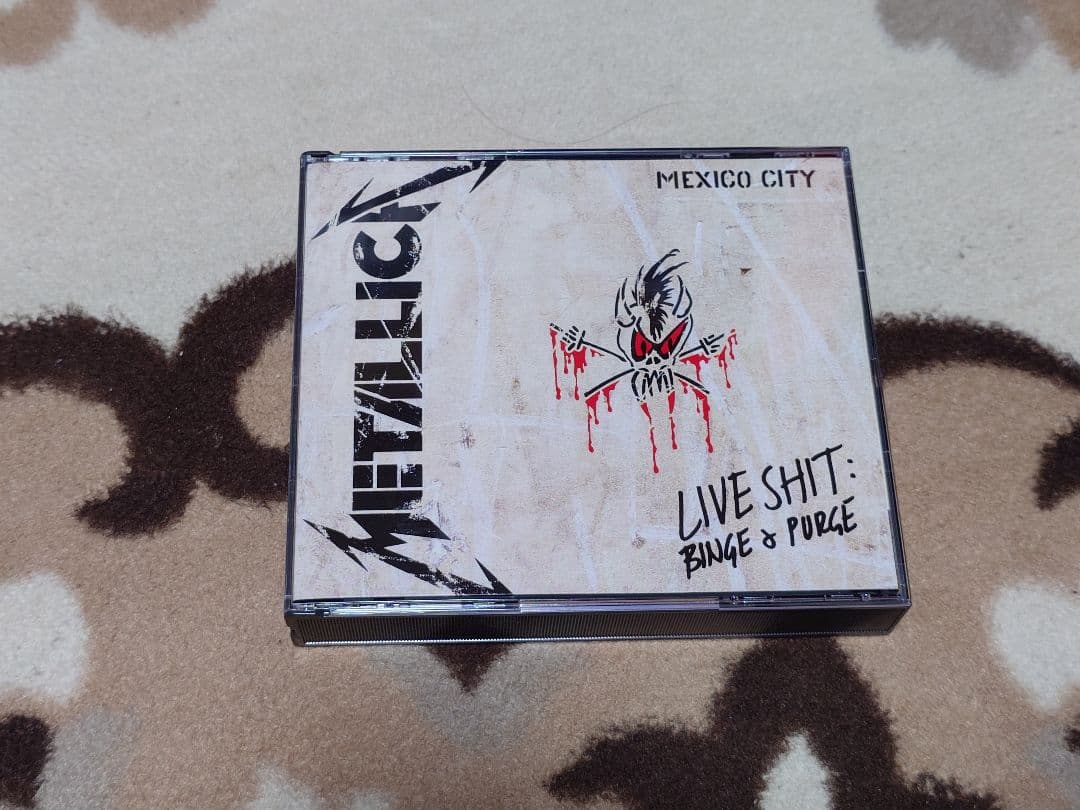 METALLICA
MEXICO CITY
LIVE SHIT:
BINGE & PURGE